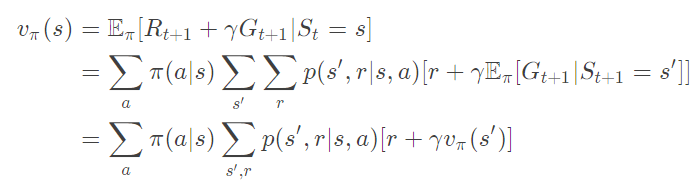 v_π(s) = 𝔼_π[R_{t+1} + γG_{t+1}|S_t = s]
= ∑_a π(a|s) ∑_{s′} ∑_r p(s′, r|s, a)[r + γ𝔼_π[G_{t+1}|S_{t+1} = s′]]
= ∑_a π(a|s) ∑_{s′,r} p(s′, r|s, a)[r + γv_π(s′)]